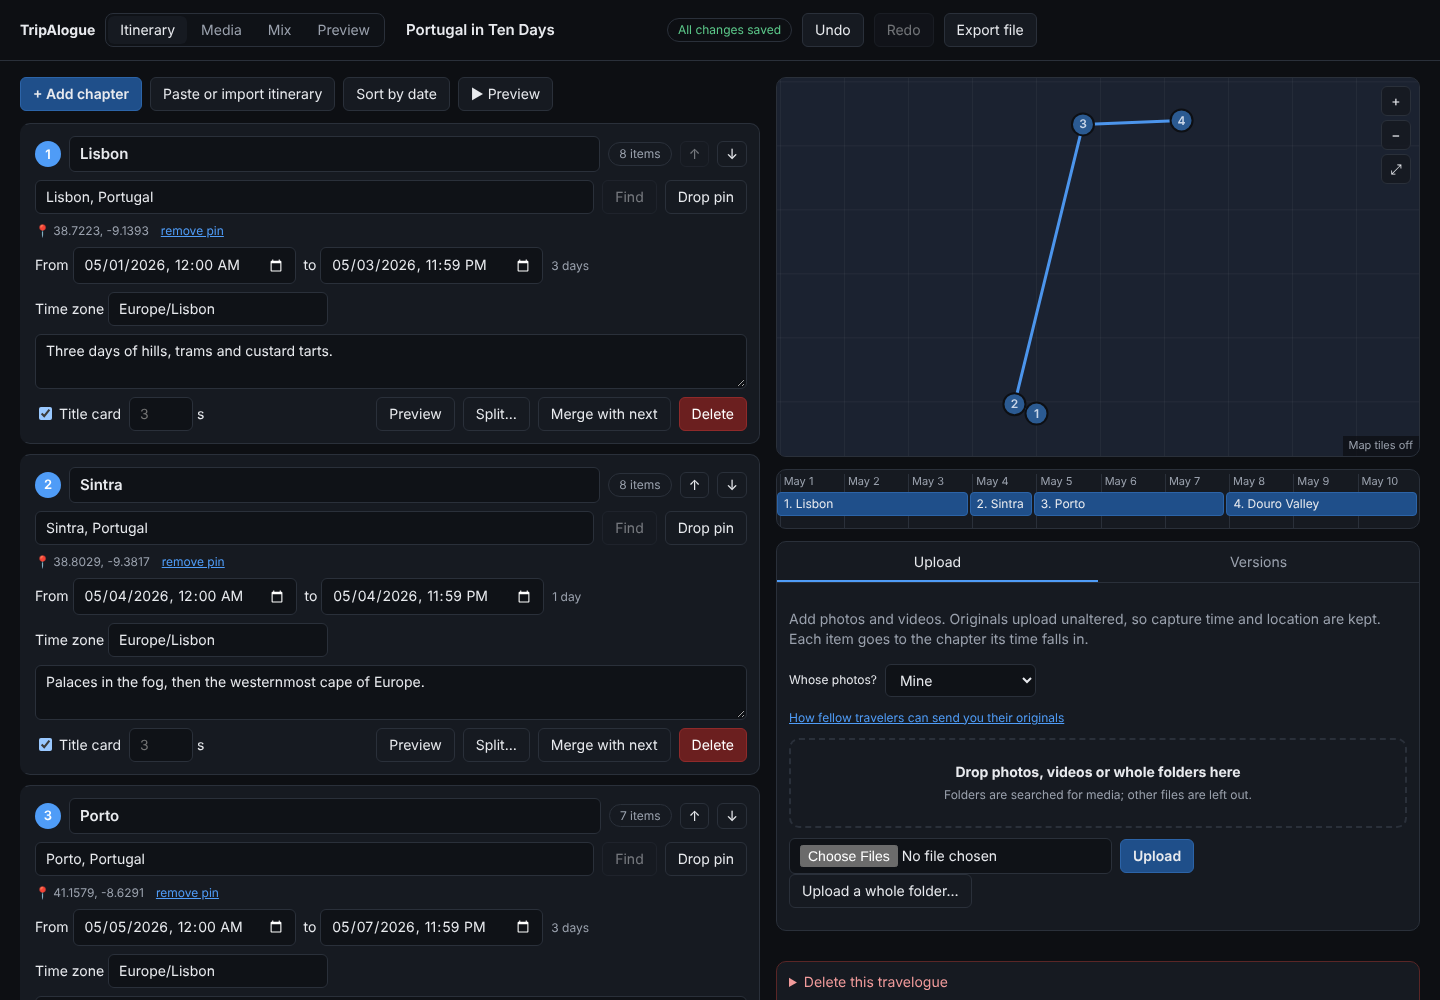 TripAlogue Itinerary Media Mix Preview Portugal in Ten Days All changes saved Undo Redo Export file
+ Add chapter Paste or import itinerary Sort by date ▶ Preview
1 Lisbon 8 items ↑ ↓
Lisbon, Portugal Find Drop pin
38.7223, -9.1393 remove pin
From 05/01/2026, 12:00 AM to 05/03/2026, 11:59 PM 3 days
Time zone Europe/Lisbon
Three days of hills, trams and custard tarts.
Title card 3 s Preview Split... Merge with next Delete
2 Sintra 8 items ↑ ↓
Sintra, Portugal Find Drop pin
38.8029, -9.3817 remove pin
From 05/04/2026, 12:00 AM to 05/04/2026, 11:59 PM 1 day
Time zone Europe/Lisbon
Palaces in the fog, then the westernmost cape of Europe.
Title card 3 s Preview Split... Merge with next Delete
3 Porto 7 items ↑ ↓
Porto, Portugal Find Drop pin
41.1579, -8.6291 remove pin
From 05/05/2026, 12:00 AM to 05/07/2026, 11:59 PM 3 days
Time zone Europe/Lisbon
3 4
2 1
+
−
Map tiles off
May 1 May 2 May 3 May 4 May 5 May 6 May 7 May 8 May 9 May 10
1. Lisbon 2. Sintra 3. Porto 4. Douro Valley
Upload Versions
Add photos and videos. Originals upload unaltered, so capture time and location are kept.
Each item goes to the chapter its time falls in.
Whose photos? Mine
How fellow travelers can send you their originals
Drop photos, videos or whole folders here
Folders are searched for media; other files are left out.
Choose Files No file chosen Upload
Upload a whole folder...
▶ Delete this travelogue